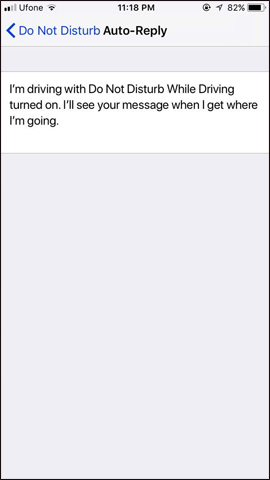 Ufone 11:18 PM 82%
Do Not Disturb Auto-Reply
I'm driving with Do Not Disturb While Driving
turned on. I'll see your message when I get where
I'm going.